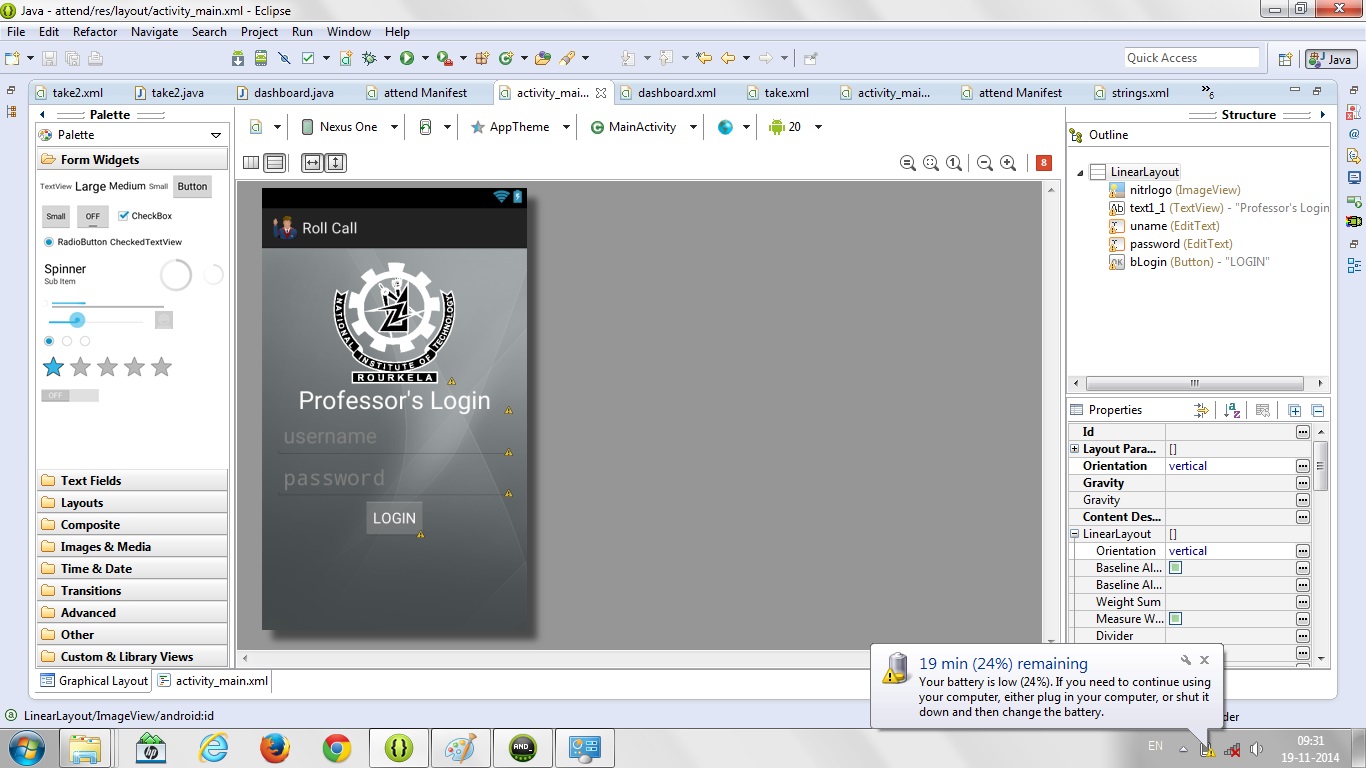 Java - attend/res/layout/activity_main.xml - Eclipse
File Edit Refactor Navigate Search Project Run Window Help
Quick Access Java
take2.xml take2.java dashboard.java attend Manifest activity_mai... dashboard.xml take.xml activity_mai... attend Manifest strings.xml »6
Palette
Palette
Form Widgets
TextView Large Medium Small Button
Small OFF CheckBox
RadioButton CheckedTextView
Spinner
Sub Item
OFF
Text Fields
Layouts
Composite
Images & Media
Time & Date
Transitions
Advanced
Other
Custom & Library Views
Graphical Layout activity_main.xml
Nexus One AppTheme MainActivity 20
8
Roll Call
NATIONAL INSTITUTE OF TECHNOLOGY
ROURKELA
Professor's Login
username
password
LOGIN
Structure
Outline
LinearLayout
nitrlogo (ImageView)
text1_1 (TextView) - "Professor's Login
uname (EditText)
password (EditText)
bLogin (Button) - "LOGIN"
Properties
Id
Layout Para... []
Orientation vertical
Gravity
Gravity
Content Des...
LinearLayout []
Orientation vertical
Baseline Al...
Baseline Al...
Weight Sum
Measure W...
Divider
19 min (24%) remaining
Your battery is low (24%). If you need to continue using
your computer, either plug in your computer, or shut it
down and then change the battery.
LinearLayout/ImageView/android:id
der
hp AND_
EN
09:31
19-11-2014